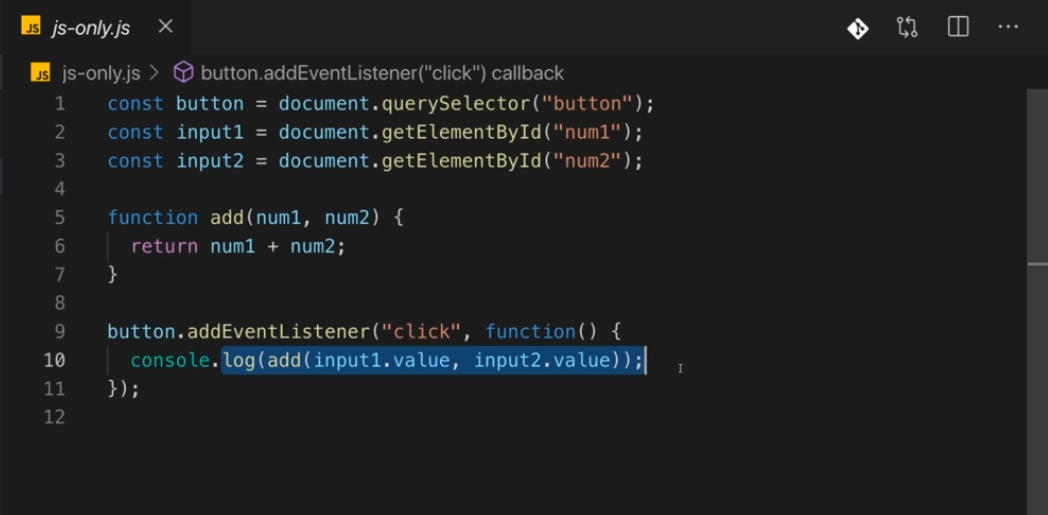 JS js-only.js
JS js-only.js > button.addEventListener("click") callback
1 const button = document.querySelector("button");
2 const input1 = document.getElementById("num1");
3 const input2 = document.getElementById("num2");
4
5 function add(num1, num2) {
6 return num1 + num2;
7 }
8
9 button.addEventListener("click", function() {
10 console.log(add(input1.value, input2.value));
11 });
12